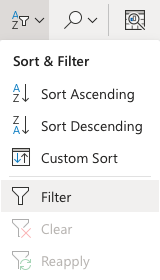 Sort & Filter
Sort Ascending
Sort Descending
Custom Sort
Filter
Clear
Reapply